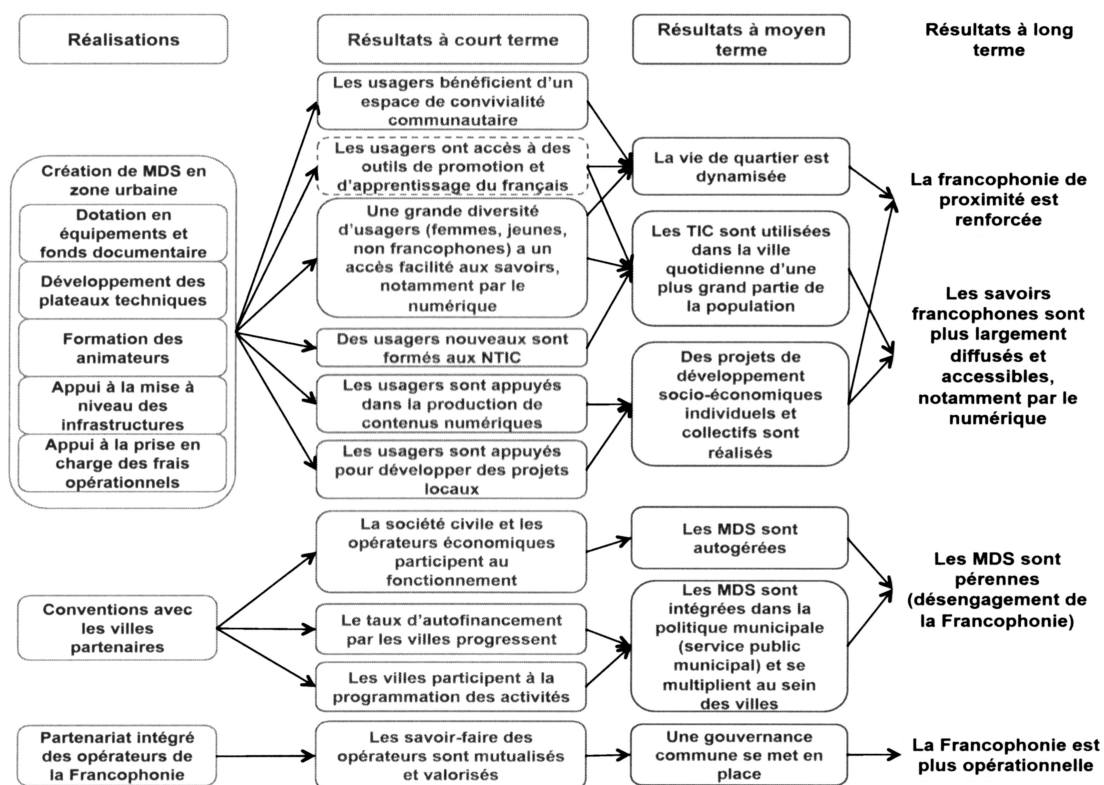 Réalisations
Résultats à court terme
Résultats à moyen
terme
Résultats à long
terme
Création de MDS en
zone urbaine
Dotation en
équipements et
fonds documentaire
Développement des
plateaux techniques
Formation des
animateurs
Appui à la mise à
niveau des
infrastructures
Appui à la prise en
charge des frais
opérationnels
Les usagers bénéficient d'un
espace de convivialité
communautaire
Les usagers ont accès à des
outils de promotion et
d'apprentissage du français
Une grande diversité
d'usagers (femmes, jeunes,
non francophones) a un
accès facilité aux savoirs,
notamment par le
numérique
Des usagers nouveaux sont
formés aux NTIC
Les usagers sont appuyés
dans la production de
contenus numériques
Les usagers sont appuyés
pour développer des projets
locaux
La vie de quartier est
dynamisée
Les TIC sont utilisées
dans la ville
quotidienne d'une
plus grand partie de
la population
Des projets de
développement
socio-économiques
individuels et
collectifs sont
réalisés
La francophonie de
proximité est
renforcée
Les savoirs
francophones sont
plus largement
diffusés et
accessibles,
notamment par le
numérique
Conventions avec
les villes
partenaires
La société civile et les
opérateurs économiques
participent au
fonctionnement
Le taux d'autofinancement
par les villes progressent
Les villes participent à la
programmation des activités
Les MDS sont
autogérées
Les MDS sont
intégrées dans la
politique municipale
(service public
municipal) et se
multiplient au sein
des villes
Les MDS sont
pérennes
(désengagement de
la Francophonie)
Partenariat intégré
des opérateurs de
la Francophonie
Les savoir-faire des
opérateurs sont mutualisés
et valorisés
Une gouvernance
commune se met en
place
La Francophonie est
plus opérationnelle